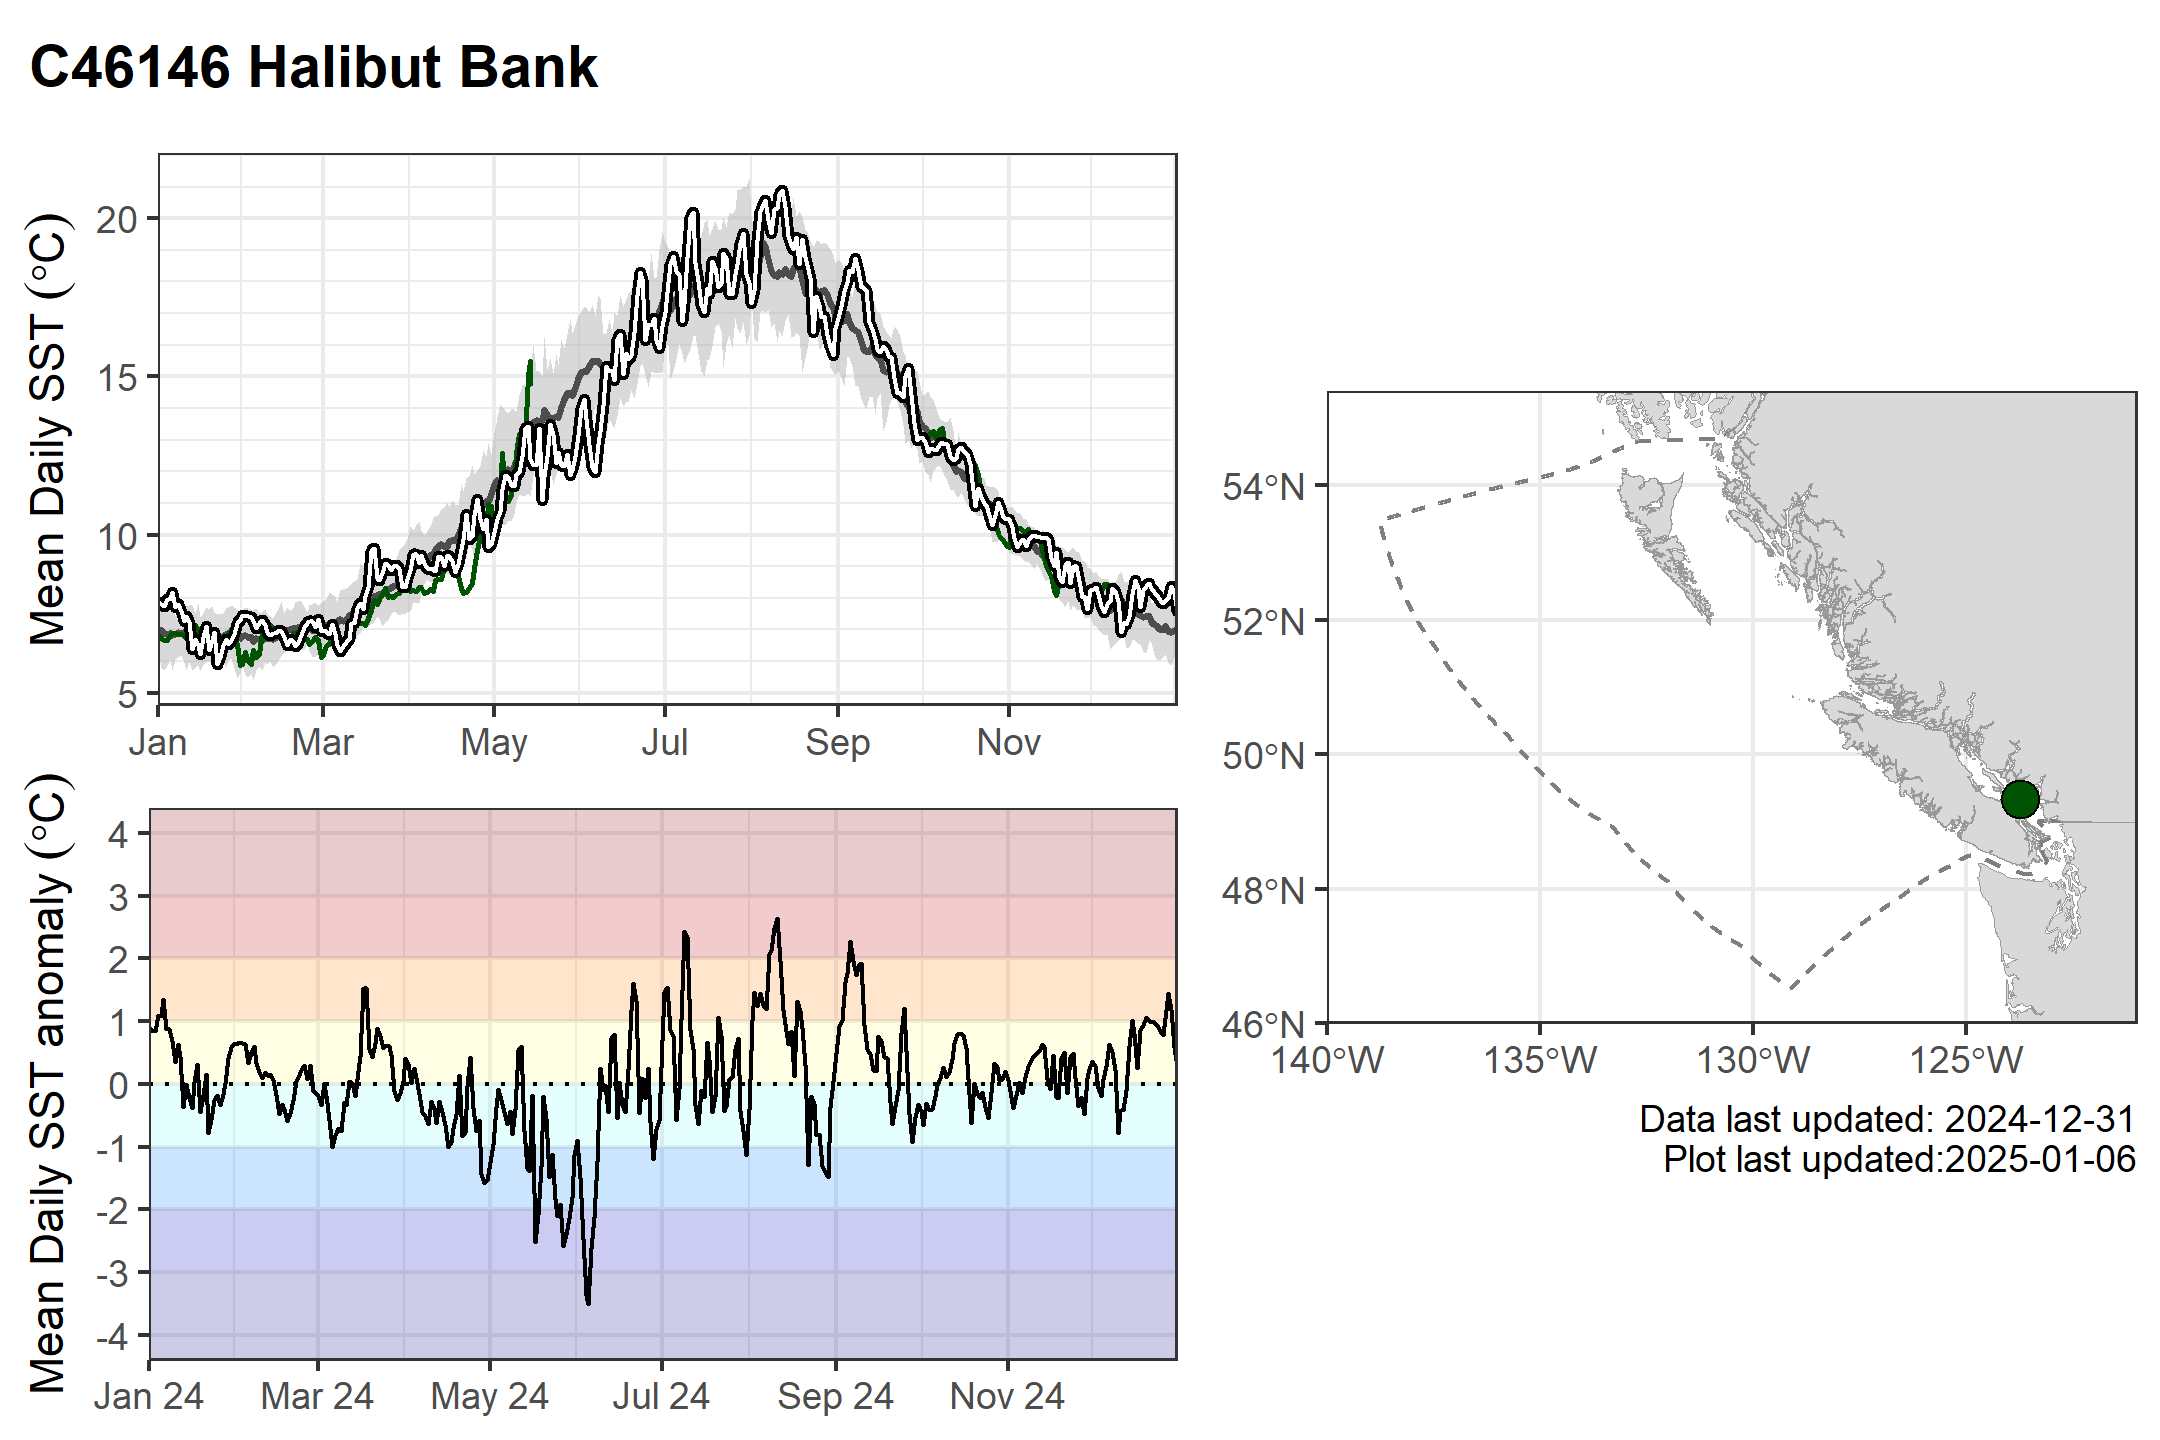 C46146 Halibut Bank
Mean Daily SST (°C)
20
15
10
5
Jan Mar May Jul Sep Nov
Mean Daily SST anomaly (°C)
4
3
2
1
0
-1
-2
-3
-4
Jan 24 Mar 24 May 24 Jul 24 Sep 24 Nov 24
54°N
52°N
50°N
48°N
46°N
140°W 135°W 130°W 125°W
Data last updated: 2024-12-31
Plot last updated:2025-01-06